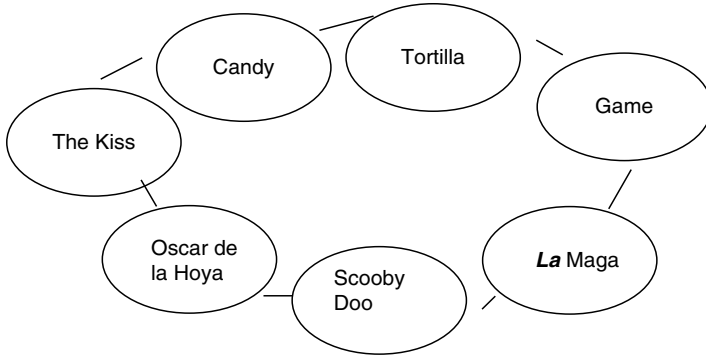 Candy
Tortilla
Game
The Kiss
Oscar de
la Hoya
Scooby
Doo
La Maga